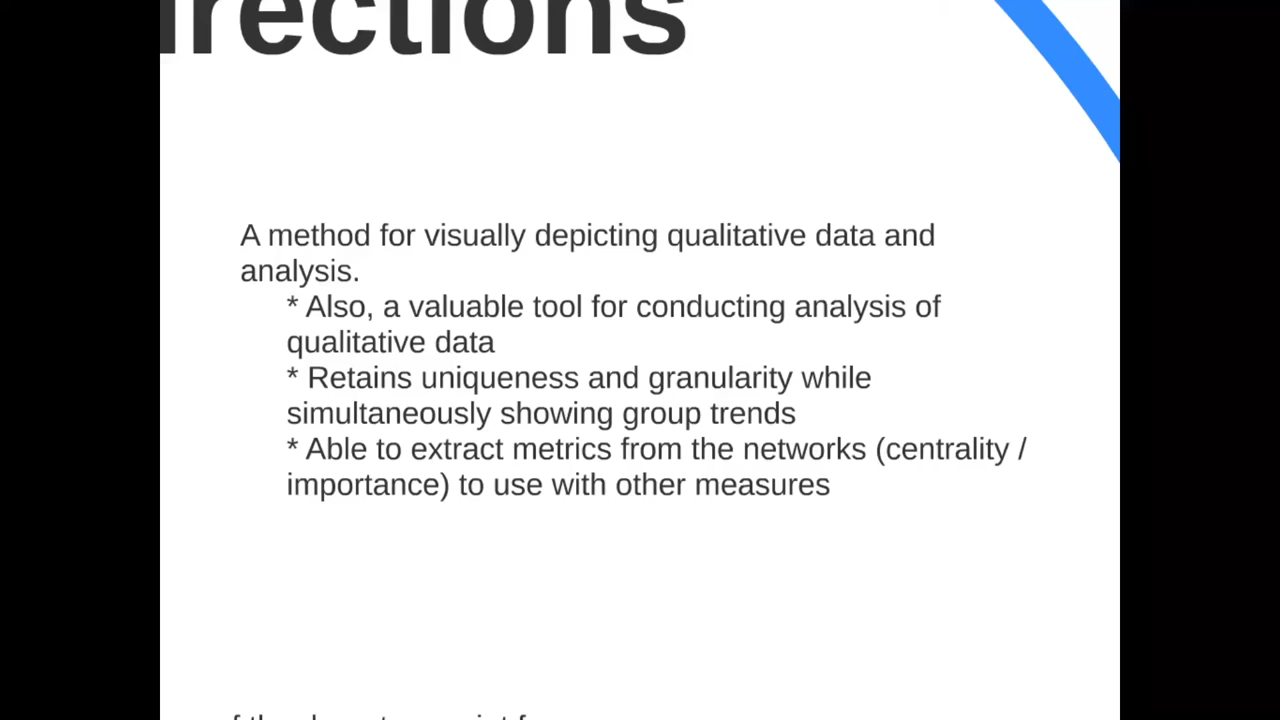 A method for visually depicting qualitative data and
analysis.
* Also, a valuable tool for conducting analysis of
qualitative data
* Retains uniqueness and granularity while
simultaneously showing group trends
* Able to extract metrics from the networks (centrality /
importance) to use with other measures